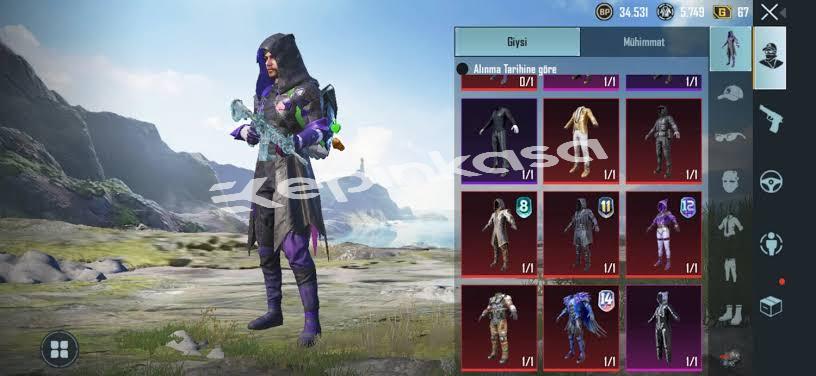 BP 34.531 5.749 G 67
Giysi
Mühimmat
Alınma Tarihine göre
0/1 1/1 1/1
1/1 1/1 1/1
8 11 12
1/1 1/1 1/1
14
1/1 1/1 1/1
kepinkasa